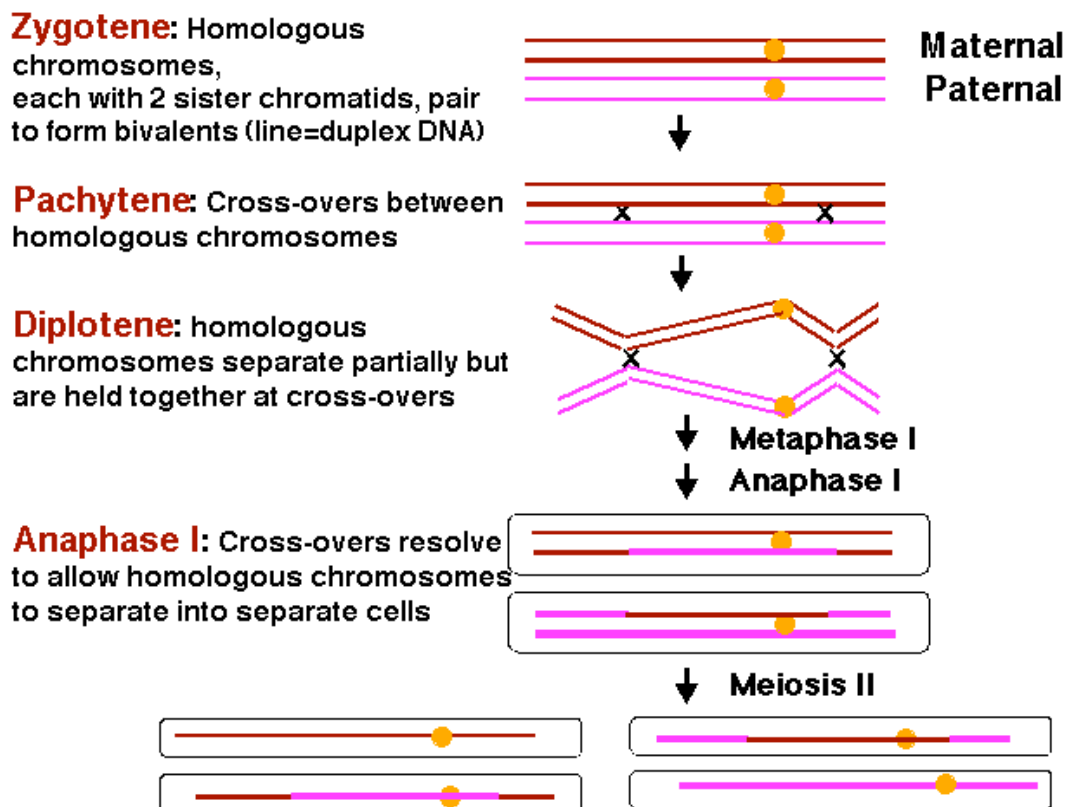 Zygotene: Homologous
chromosomes,
each with 2 sister chromatids, pair
to form bivalents (line=duplex DNA)
Maternal
Paternal
Pachytene: Cross-overs between
homologous chromosomes
x x
Diplotene: homologous
chromosomes separate partially but
are held together at cross-overs
x x
Metaphase I
Anaphase I
Anaphase I: Cross-overs resolve
to allow homologous chromosomes
to separate into separate cells
Meiosis II